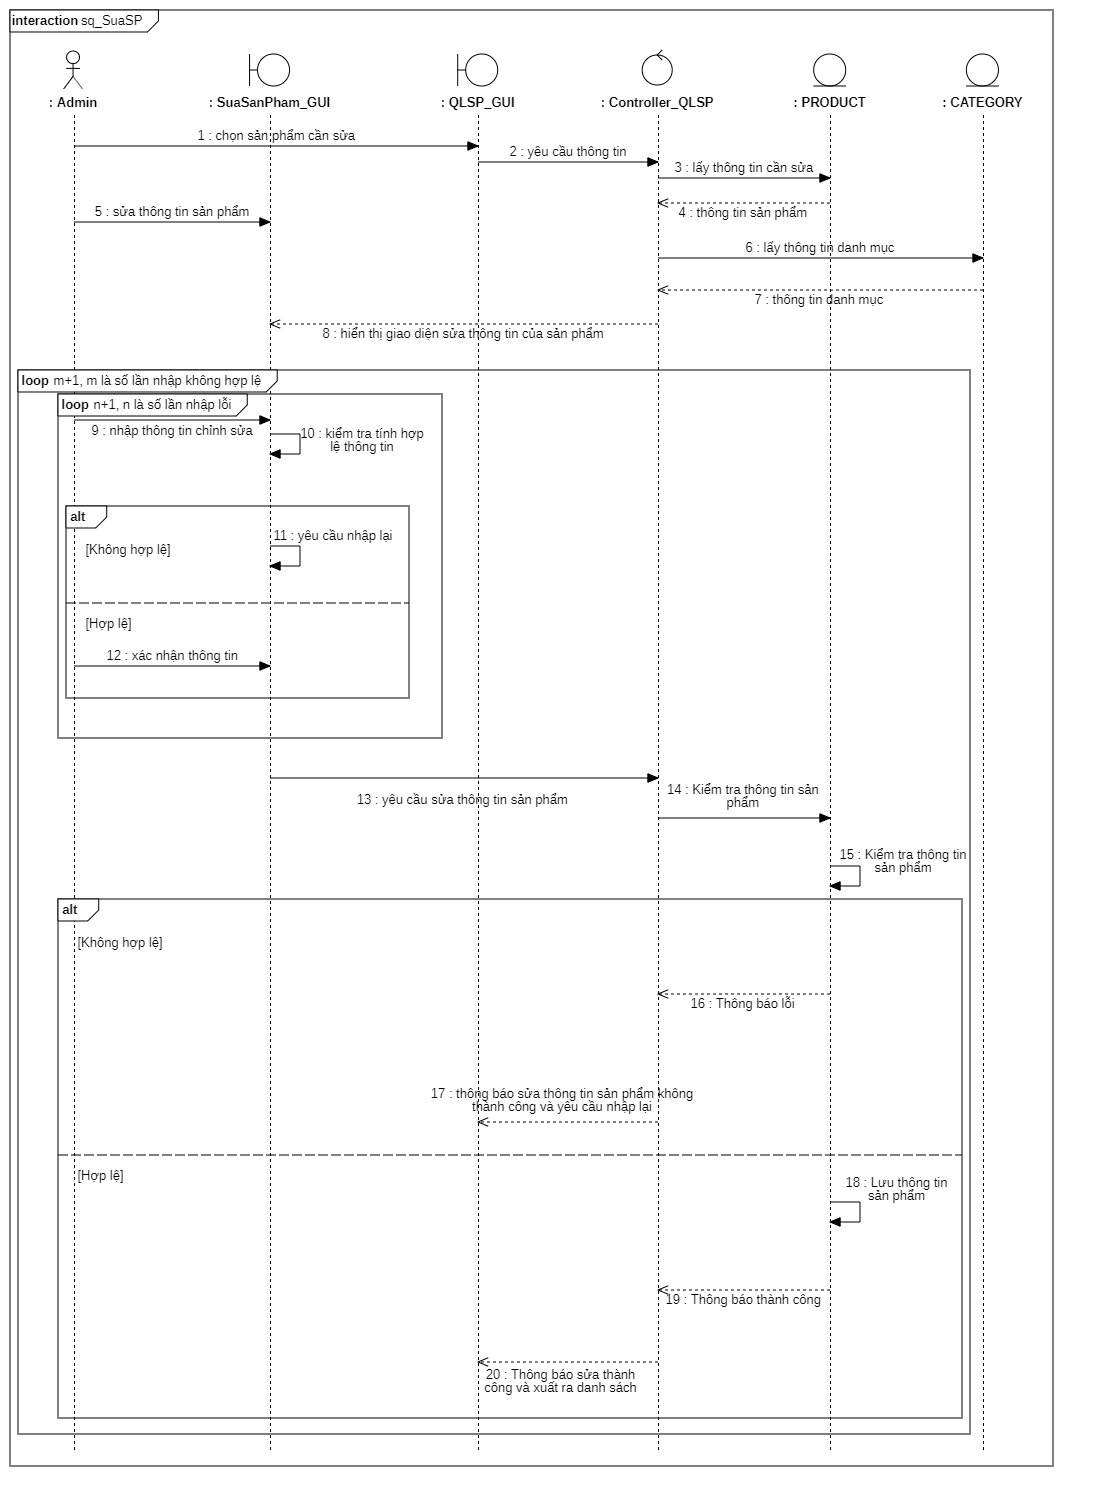 interaction sq_SuaSP
: Admin
: SuaSanPham_GUI
: QLSP_GUI
: Controller_QLSP
: PRODUCT
: CATEGORY
1 : chọn sản phẩm cần sửa
2 : yêu cầu thông tin
3 : lấy thông tin cần sửa
4 : thông tin sản phẩm
5 : sửa thông tin sản phẩm
6 : lấy thông tin danh mục
7 : thông tin danh mục
8 : hiển thị giao diện sửa thông tin của sản phẩm
loop m+1, m là số lần nhập không hợp lệ
loop n+1, n là số lần nhập lỗi
9 : nhập thông tin chỉnh sửa
10 : kiểm tra tính hợp
lệ thông tin
alt
11 : yêu cầu nhập lại
[Không hợp lệ]
[Hợp lệ]
12 : xác nhận thông tin
13 : yêu cầu sửa thông tin sản phẩm
14 : Kiểm tra thông tin sản
phẩm
15 : Kiểm tra thông tin
sản phẩm
alt
[Không hợp lệ]
16 : Thông báo lỗi
17 : thông báo sửa thông tin sản phẩm không
thành công và yêu cầu nhập lại
[Hợp lệ]
18 : Lưu thông tin
sản phẩm
19 : Thông báo thành công
20 : Thông báo sửa thành
công và xuất ra danh sách